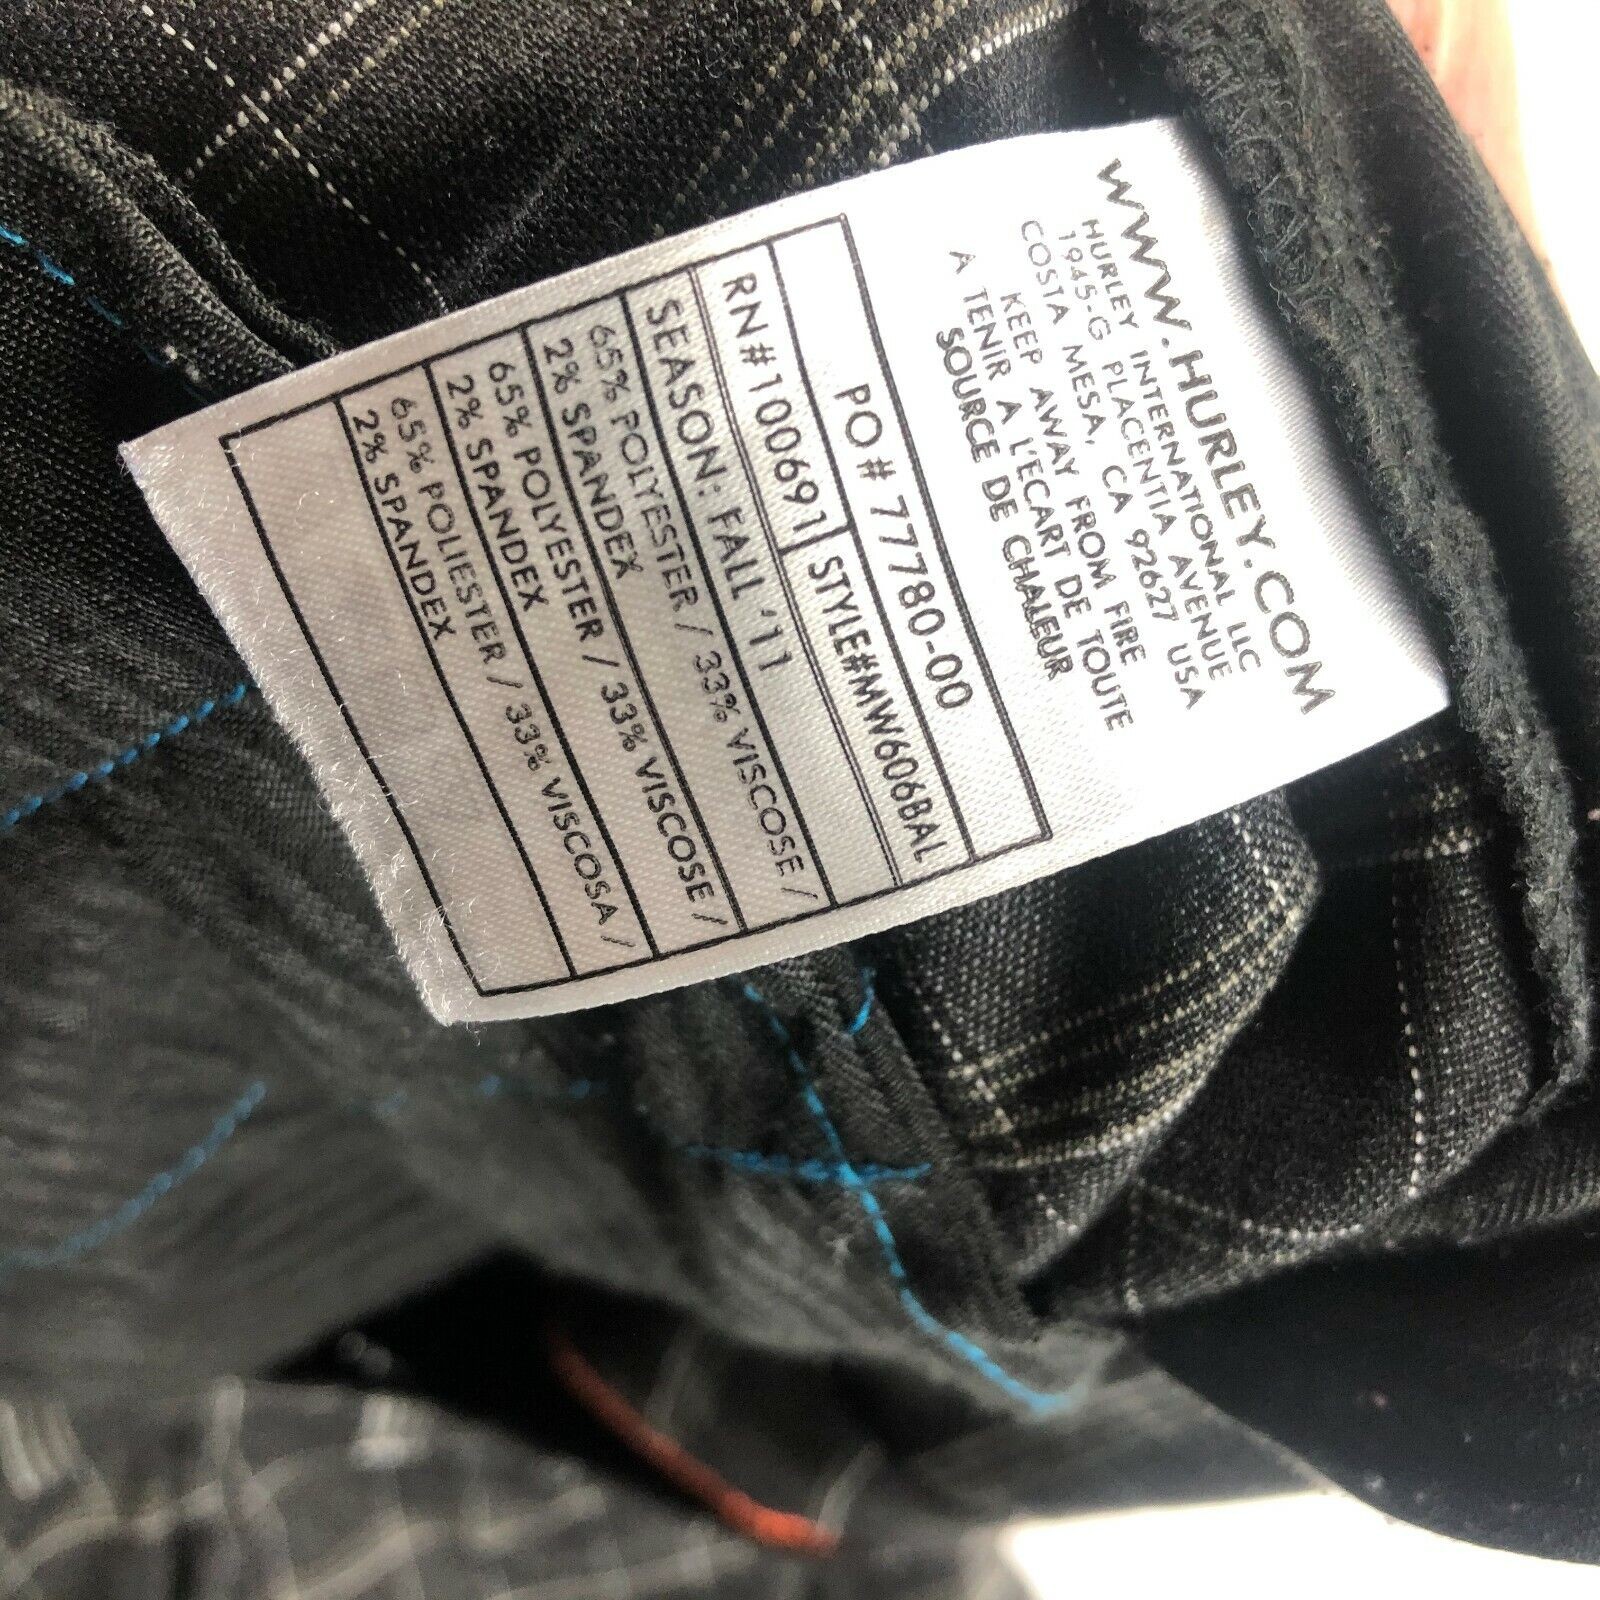 WWW.HURLEY.COM
HURLEY INTERNATIONAL LLC
1945-G PLACENTIA AVENUE
COSTA MESA, CA 92627 USA
KEEP AWAY FROM FIRE
A TENIR A L'ECART DE TOUTE
SOURCE DE CHALEUR
PO# 77780-00
RN#100691 STYLE#MW606BAL
SEASON: FALL '11
65% POLYESTER / 33% VISCOSE /
2% SPANDEX
65% POLYESTER / 33% VISCOSE /
2% SPANDEX
65% POLIESTER / 33% VISCOSA /
2% SPANDEX